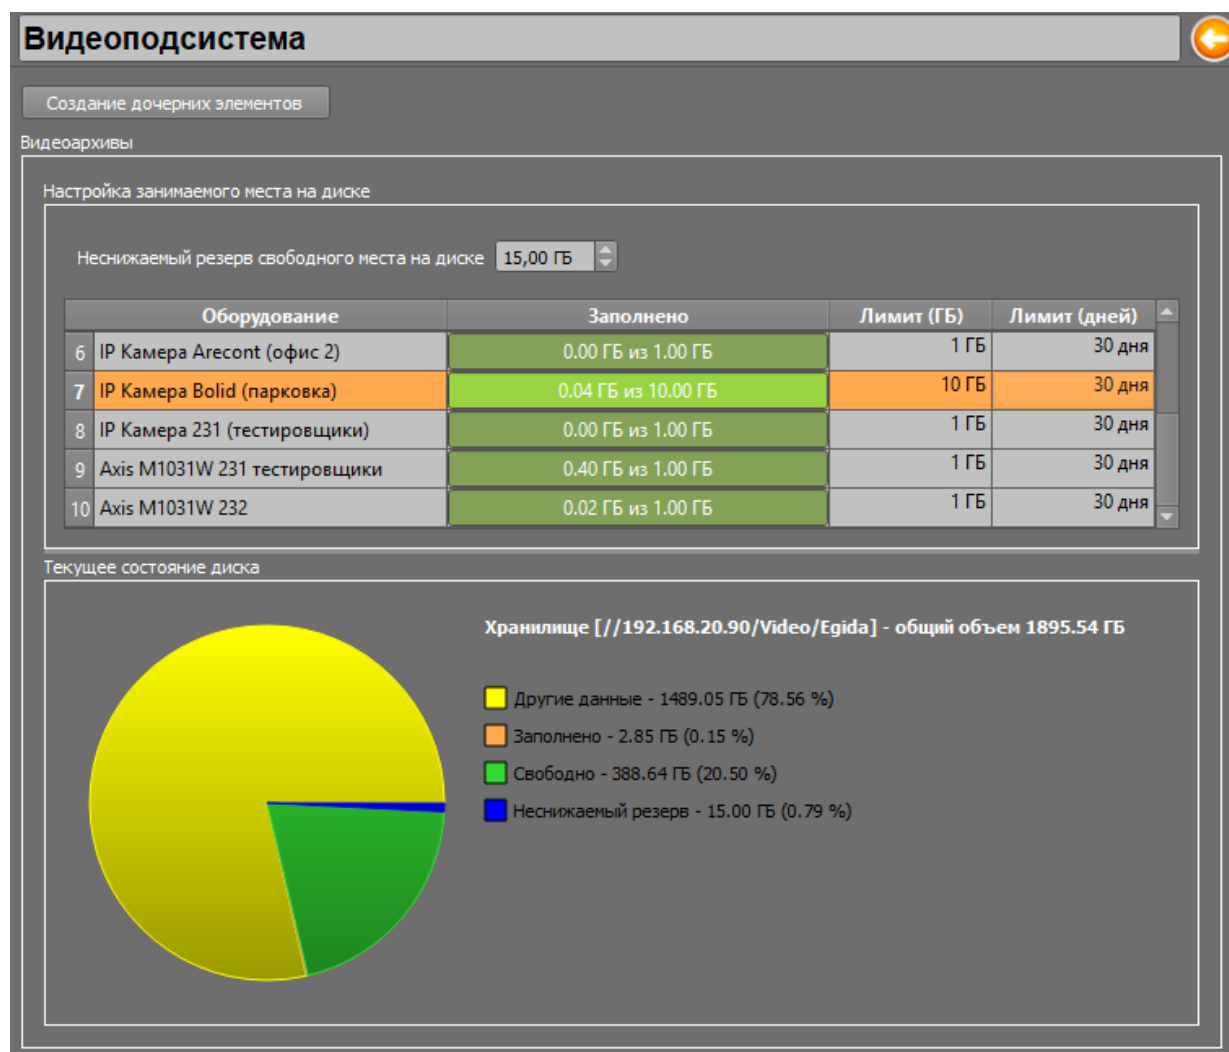 Видеоподсистема
Создание дочерних элементов
Видеоархивы
Настройка занимаемого места на диске
Неснижаемый резерв свободного места на диске 15,00 ГБ
Оборудование Заполнено Лимит (ГБ) Лимит (дней)
6 IP Камера Arecont (офис 2) 0.00 ГБ из 1.00 ГБ 1 ГБ 30 дня
7 IP Камера Bolid (парковка) 0.04 ГБ из 10.00 ГБ 10 ГБ 30 дня
8 IP Камера 231 (тестировщики) 0.00 ГБ из 1.00 ГБ 1 ГБ 30 дня
9 Axis M1031W 231 тестировщики 0.40 ГБ из 1.00 ГБ 1 ГБ 30 дня
10 Axis M1031W 232 0.02 ГБ из 1.00 ГБ 1 ГБ 30 дня
Текущее состояние диска
Хранилище [//192.168.20.90/Video/Egida] - общий объем 1895.54 ГБ
Другие данные - 1489.05 ГБ (78.56 %)
Заполнено - 2.85 ГБ (0.15 %)
Свободно - 388.64 ГБ (20.50 %)
Неснижаемый резерв - 15.00 ГБ (0.79 %)